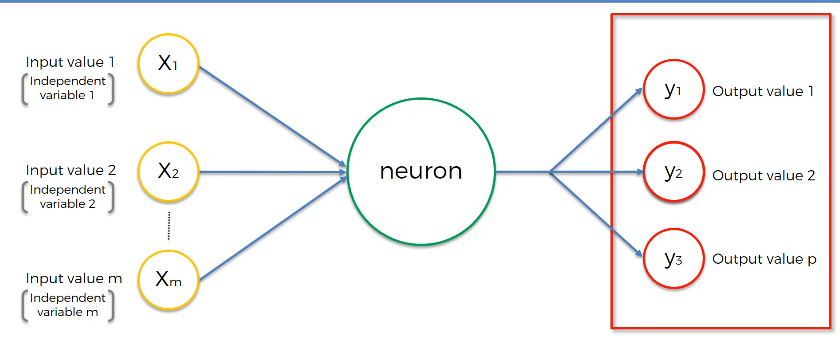 Input value 1
Independent
variable 1
X1
Input value 2
Independent
variable 2
X2
Input value m
Independent
variable m
Xm
neuron
y1
Output value 1
y2
Output value 2
y3
Output value p